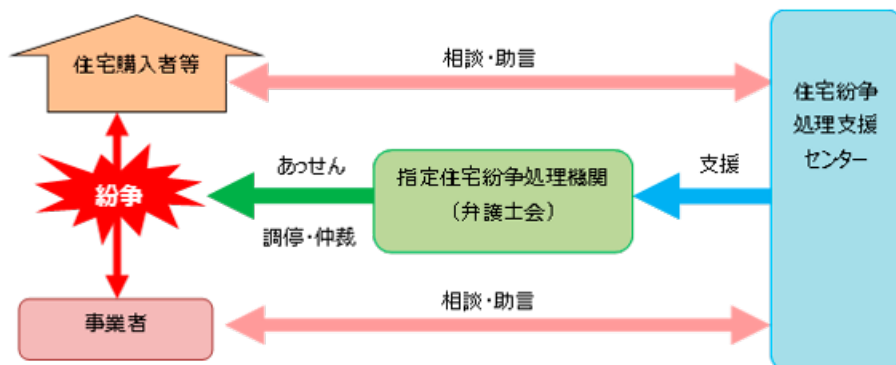 住宅購入者等
相談・助言
住宅紛争
処理支援
センター
紛争
あっせん
調停・仲裁
指定住宅紛争処理機関
（弁護士会）
支援
事業者
相談・助言